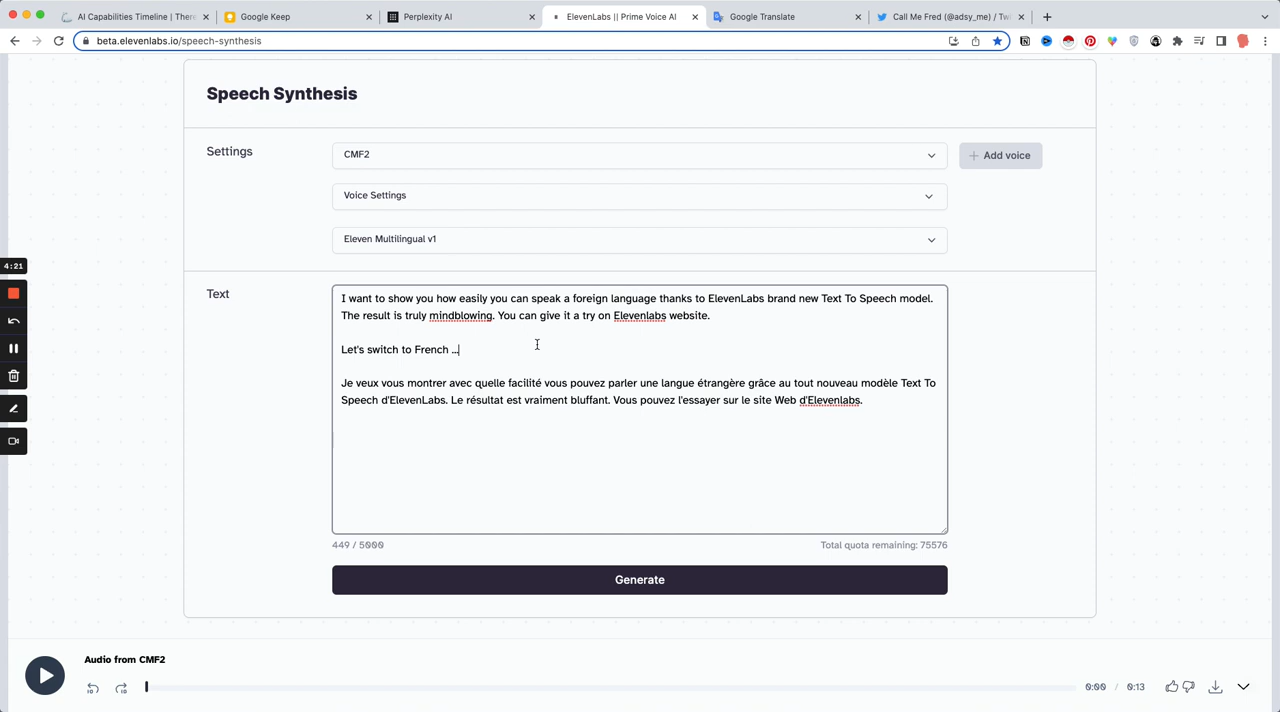 AI Capabilities Timeline | Ther
Google Keep
Perplexity AI
ElevenLabs || Prime Voice AI
Google Translate
Call Me Fred (@adsy_me) / Tw
beta.elevenlabs.io/speech-synthesis
Speech Synthesis
Settings
CMF2
Add voice
Voice Settings
Eleven Multilingual v1
4:21
Text
I want to show you how easily you can speak a foreign language thanks to ElevenLabs brand new Text To Speech model.
The result is truly mindblowing. You can give it a try on Elevenlabs website.
Let's switch to French ...
Je veux vous montrer avec quelle facilité vous pouvez parler une langue étrangère grâce au tout nouveau modèle Text To
Speech d'ElevenLabs. Le résultat est vraiment bluffant. Vous pouvez l'essayer sur le site Web d'Elevenlabs.
449 / 5000
Total quota remaining: 75576
Generate
Audio from CMF2
10
10
0:00 / 0:13